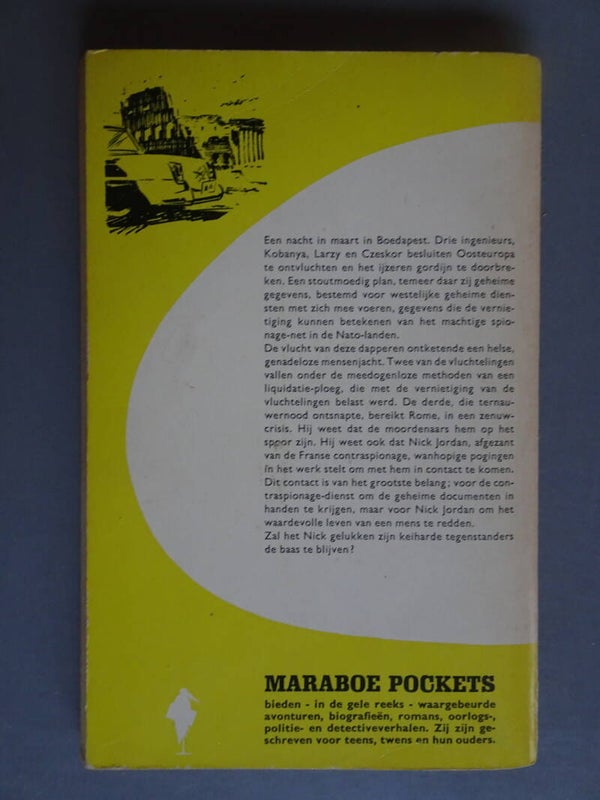 Een nacht in maart in Boedapest. Drie ingenieurs,
Kobanya, Larzy en Czeskor besluiten Oosteuropa
te ontvluchten en het ijzeren gordijn te doorbre-
ken. Een stoutmoedig plan, temeer daar zij geheime
gegevens, bestemd voor westelijke geheime dien-
sten met zich mee voeren, gegevens die de vernie-
tiging kunnen betekenen van het machtige spio-
nage-net in de Nato-landen.
De vlucht van deze dapperen ontketende een helse,
genadeloze mensenjacht. Twee van de vluchtelingen
vallen onder de meedogenloze methoden van een
liquidatie-ploeg, die met de vernietiging van de
vluchtelingen belast werd. De derde, die ternau-
wernood ontsnapte, bereikt Rome, in een zenuw-
crisis. Hij weet dat de moordenaars hem op het
spoor zijn. Hij weet ook dat Nick Jordan, afgezant
van de Franse contraspionage, wanhopige pogingen
in het werk stelt om met hem in contact te komen.
Dit contact is van het grootste belang; voor de con-
traspionage-dienst om de geheime documenten in
handen te krijgen, maar voor Nick Jordan om het
waardevolle leven van een mens te redden.
Zal het Nick gelukken zijn keiharde tegenstanders
de baas te blijven?
MARABOE POCKETS
bieden - in de gele reeks - waargebeurde
avonturen, biografieën, romans, oorlogs-,
politie- en detectiveverhalen. Zij zijn ge-
schreven voor teens, twens en hun ouders.